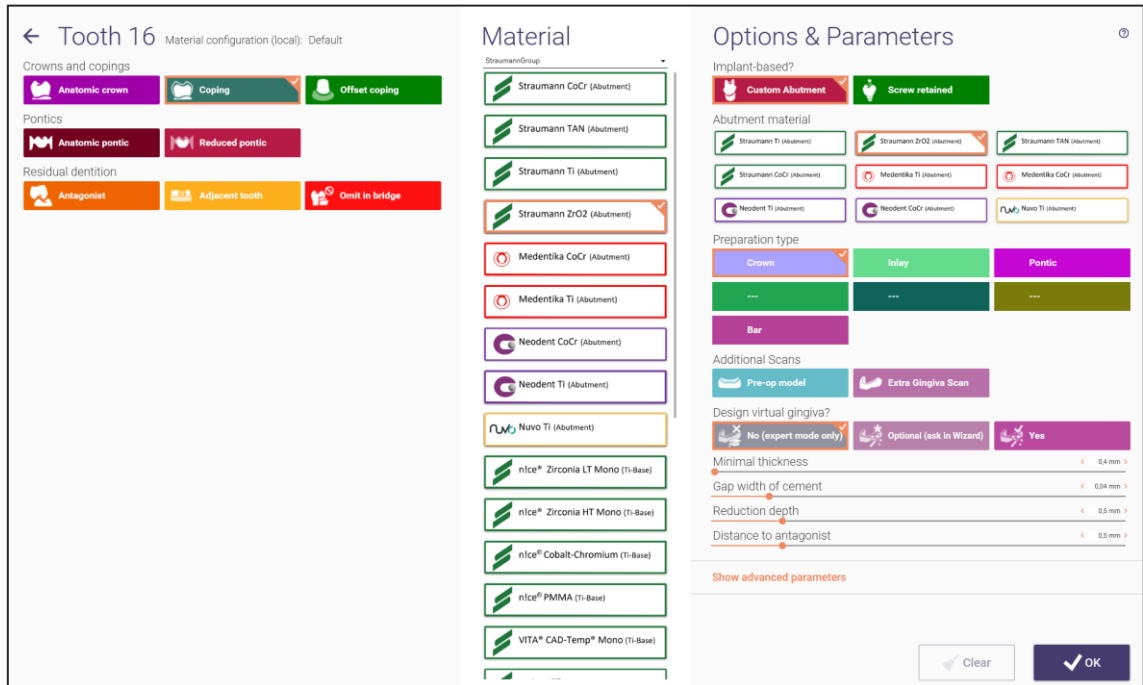 Tooth 16 Material configuration (local): Default
Crowns and copings
Anatomic crown
Coping
Offset coping
Pontics
Anatomic pontic
Reduced pontic
Residual dentition
Antagonist
Adjacent tooth
Omit in bridge
Material
StraumannGroup
Straumann CoCr (Abutment)
Straumann TAN (Abutment)
Straumann Ti (Abutment)
Straumann ZrO2 (Abutment)
Medentika CoCr (Abutment)
Medentika Ti (Abutment)
Neodent CoCr (Abutment)
Neodent Ti (Abutment)
nuvo Nuvo Ti (Abutment)
n!ce® Zirconia LT Mono (Ti-Base)
n!ce® Zirconia HT Mono (Ti-Base)
n!ce® Cobalt-Chromium (Ti-Base)
n!ce® PMMA (Ti-Base)
VITA® CAD-Temp® Mono (Ti-Base)
Options & Parameters
Implant-based?
Custom Abutment
Screw retained
Abutment material
Straumann Ti (Abutment)
Straumann ZrO2 (Abutment)
Straumann TAN (Abutment)
Straumann CoCr (Abutment)
Medentika Ti (Abutment)
Medentika CoCr (Abutment)
Neodent Ti (Abutment)
Neodent CoCr (Abutment)
nuvo Nuvo Ti (Abutment)
Preparation type
Crown
Inlay
Pontic
---
---
---
Bar
Additional Scans
Pre-op model
Extra Gingiva Scan
Design virtual gingiva?
No (expert mode only)
Optional (ask in Wizard)
Yes
Minimal thickness < 0,4 mm >
Gap width of cement < 0,04 mm >
Reduction depth < 0,5 mm >
Distance to antagonist < 0,5 mm >
Show advanced parameters
Clear
OK